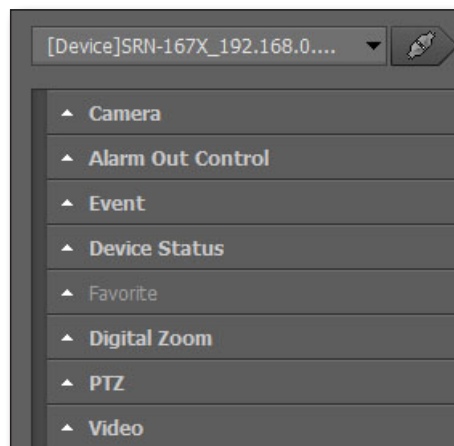 [Device]SRN-167X_192.168.0....
Camera
Alarm Out Control
Event
Device Status
Favorite
Digital Zoom
PTZ
Video